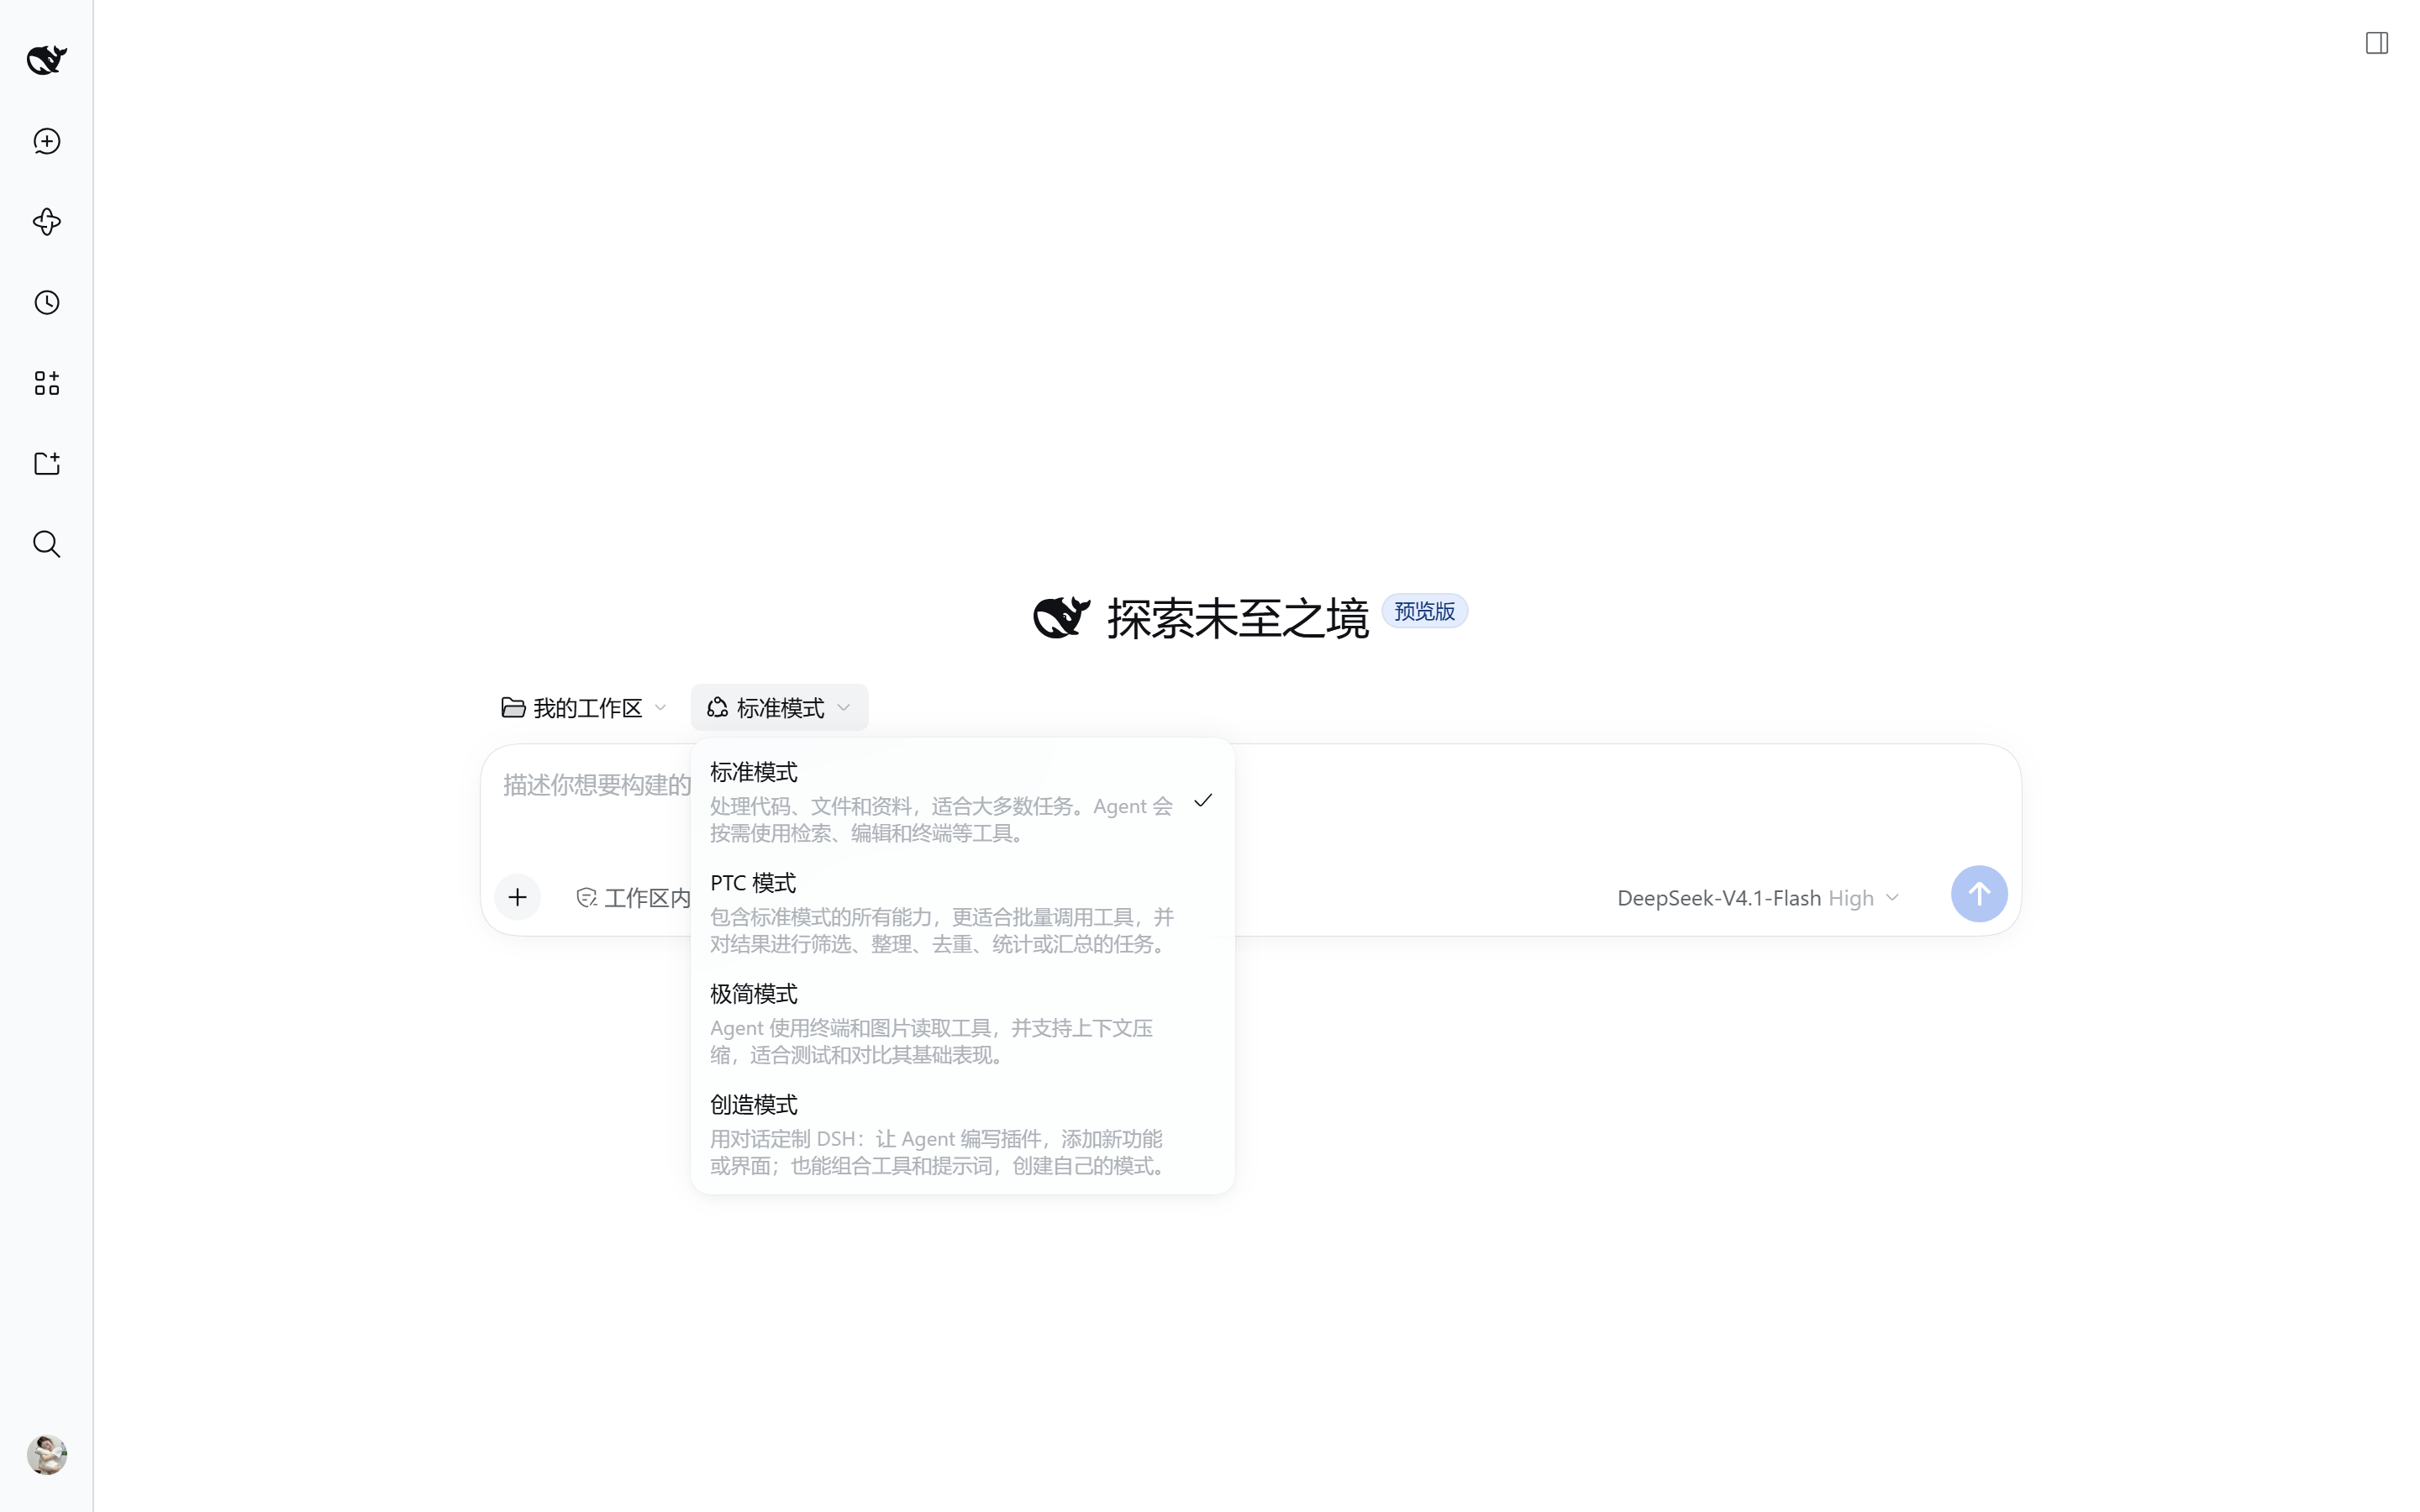 探索未至之境 预览版
我的工作区 标准模式
描述你想要构建的
标准模式
处理代码、文件和资料，适合大多数任务。Agent 会
按需使用检索、编辑和终端等工具。
PTC 模式
包含标准模式的所有能力，更适合批量调用工具，并
对结果进行筛选、整理、去重、统计或汇总的任务。
极简模式
Agent 使用终端和图片读取工具，并支持上下文压
缩，适合测试和对比其基础表现。
创造模式
用对话定制 DSH：让 Agent 编写插件，添加新功能
或界面；也能组合工具和提示词，创建自己的模式。
工作区内
DeepSeek-V4.1-Flash High